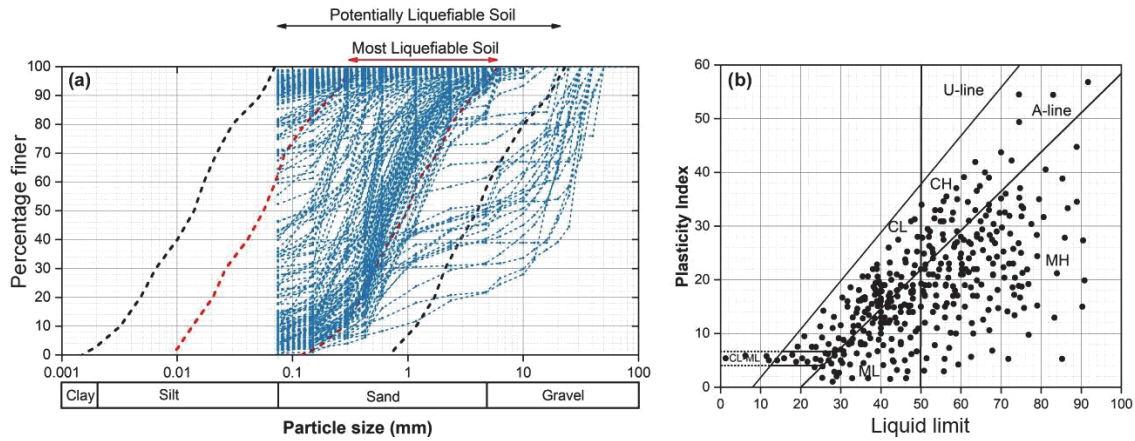 Potentially Liquefiable Soil
Most Liquefiable Soil
(a)
Percentage finer
100
90
80
70
60
50
40
30
20
10
0
0.001 0.01 0.1 1 10 100
Clay Silt Sand Gravel
Particle size (mm)
(b)
Plasticity Index
60
50
40
30
20
10
0
U-line
A-line
CH
CL
MH
CL-ML
ML
0 10 20 30 40 50 60 70 80 90 100
Liquid limit